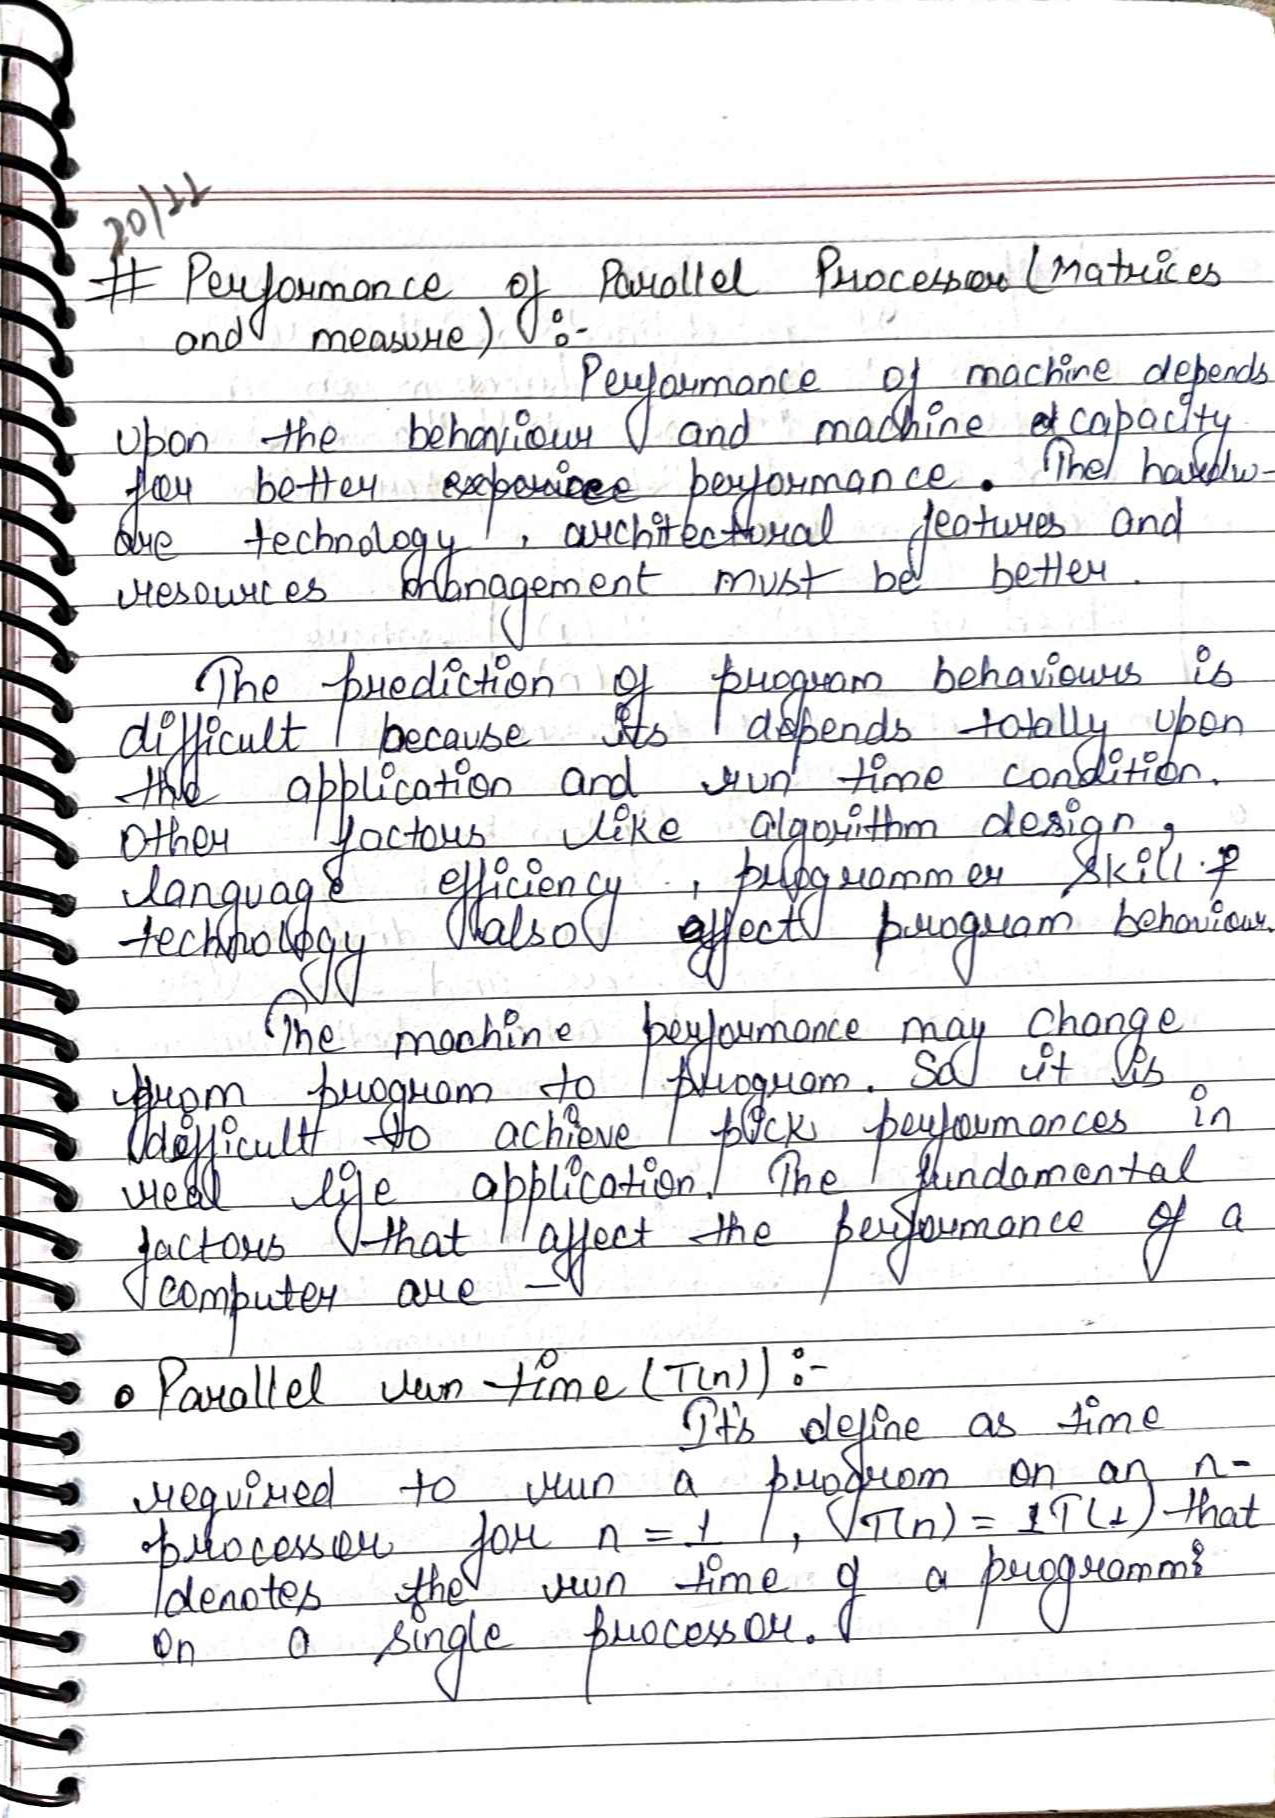 20/11
# Performance of Parallel Processor (Matrices
and measure) :-
Performance of machine depends
upon the behaviour and machine capacity
for better performance. The hardw-
are technology, architectural features and
resources management must be better.
The prediction of program behaviours is
difficult because its depends totally upon
the application and run time condition.
Other factors like algorithm design,
language efficiency, programmer skill &
technology also affect program behaviour.
The machine performance may change
from program to program. So it is
difficult to achieve pick performances in
real life application. The fundamental
factors that affect the performance of a
computer are -
• Parallel run time (T(n)) :-
It's define as time
required to run a program on an n-
processor for n = 1, T(n) = 1T(1) that
denotes the run time of a programm
on a single processor.